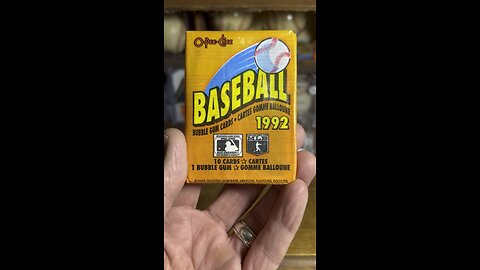 O-Pee-Chee
BASEBALL
BUBBLE GUM CARDS • CARTES GOMME BALLOUNE
1992
10 CARDS ☆ CARTES
1 BUBBLE GUM ☆ GOMME BALLOUNE